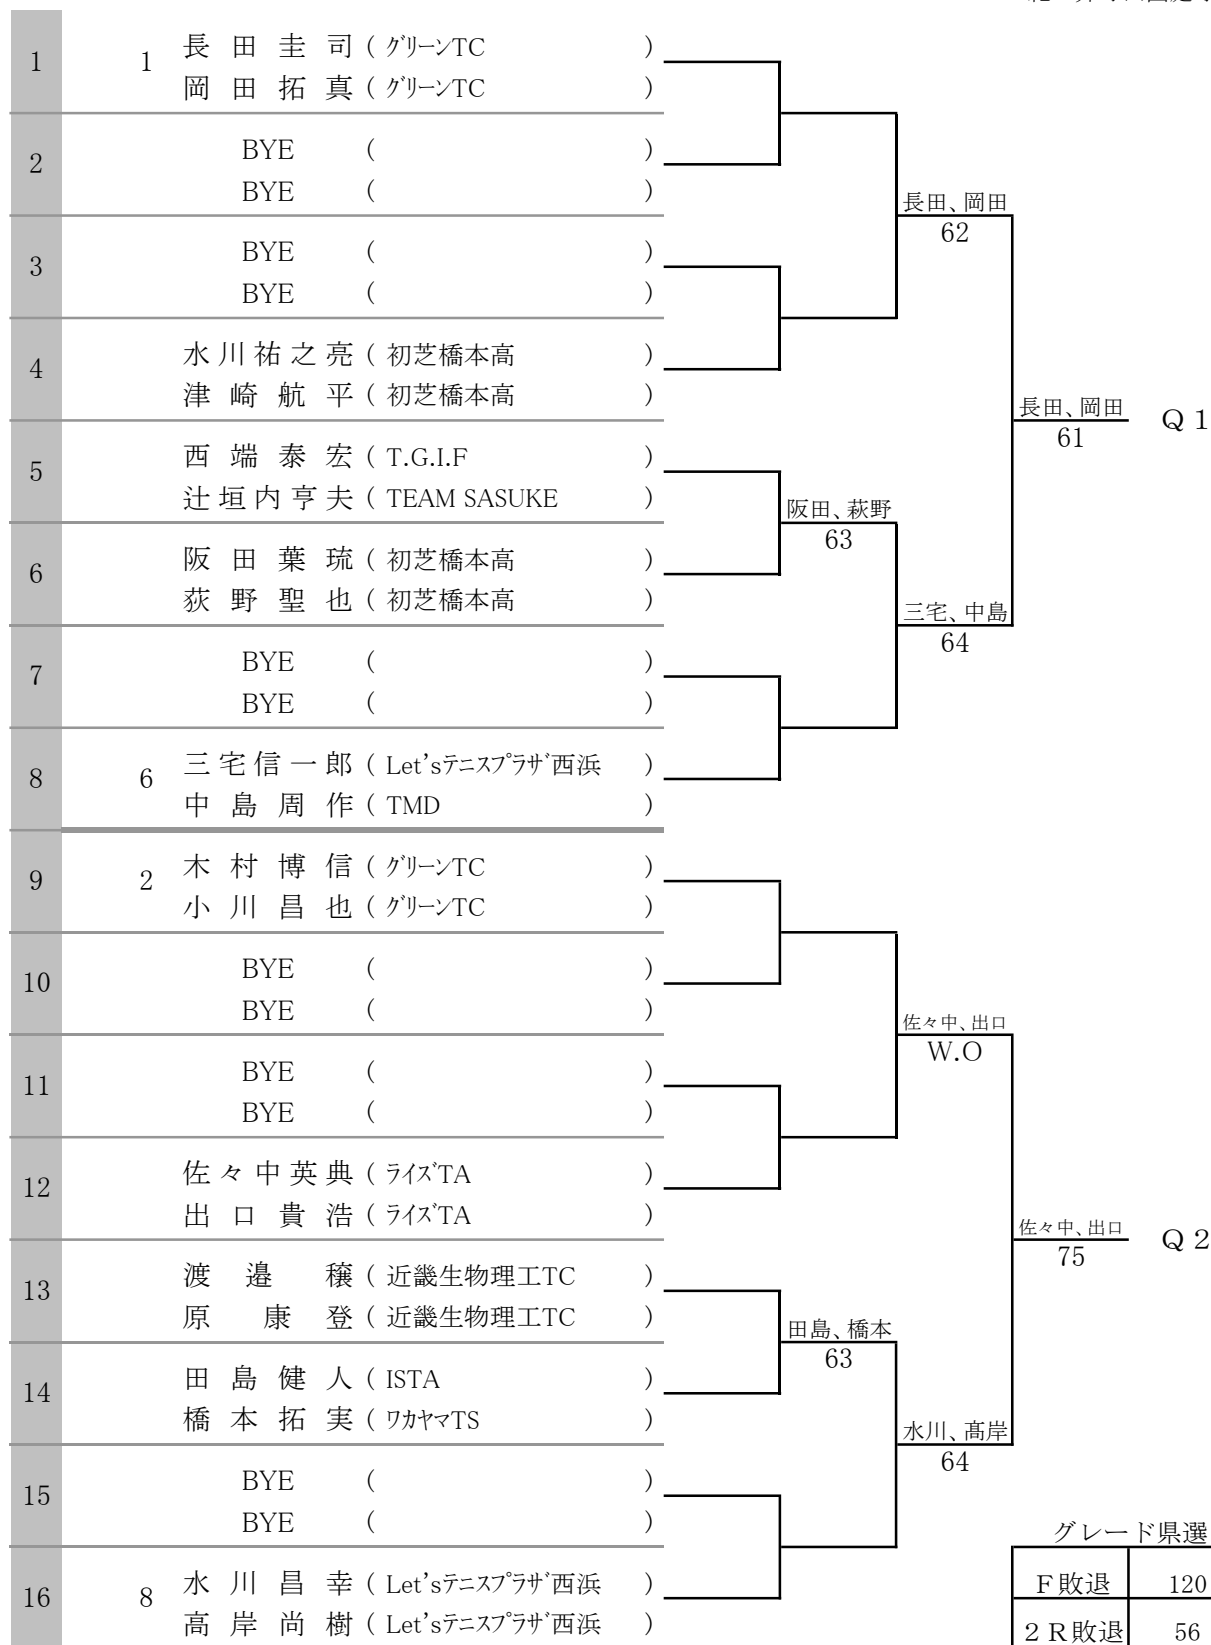 1 1 長田圭司 ( グリーンTC )
岡田拓真 ( グリーンTC )
2 BYE ( )
BYE ( )
3 BYE ( )
BYE ( )
長田、岡田
62
4 水川祐之亮 ( 初芝橋本高 )
津崎航平 ( 初芝橋本高 )
長田、岡田 Q1
61
5 西端泰宏 ( T.G.I.F )
辻垣内亨夫 ( TEAM SASUKE )
阪田、萩野
63
6 阪田葉琉 ( 初芝橋本高 )
荻野聖也 ( 初芝橋本高 )
三宅、中島
64
7 BYE ( )
BYE ( )
8 6 三宅信一郎 ( Let'sテニスプラザ西浜 )
中島周作 ( TMD )
9 2 木村博信 ( グリーンTC )
小川昌也 ( グリーンTC )
10 BYE ( )
BYE ( )
佐々中、出口
W.O
11 BYE ( )
BYE ( )
12 佐々中英典 ( ライズTA )
出口貴浩 ( ライズTA )
佐々中、出口 Q2
75
13 渡邉穣 ( 近畿生物理工TC )
原康登 ( 近畿生物理工TC )
田島、橋本
63
14 田島健人 ( ISTA )
橋本拓実 ( ワカヤマTS )
水川、髙岸
64
15 BYE ( )
BYE ( )
グレード県選
16 8 水川昌幸 ( Let'sテニスプラザ西浜 )
髙岸尚樹 ( Let'sテニスプラザ西浜 )
F敗退 120
2R敗退 56